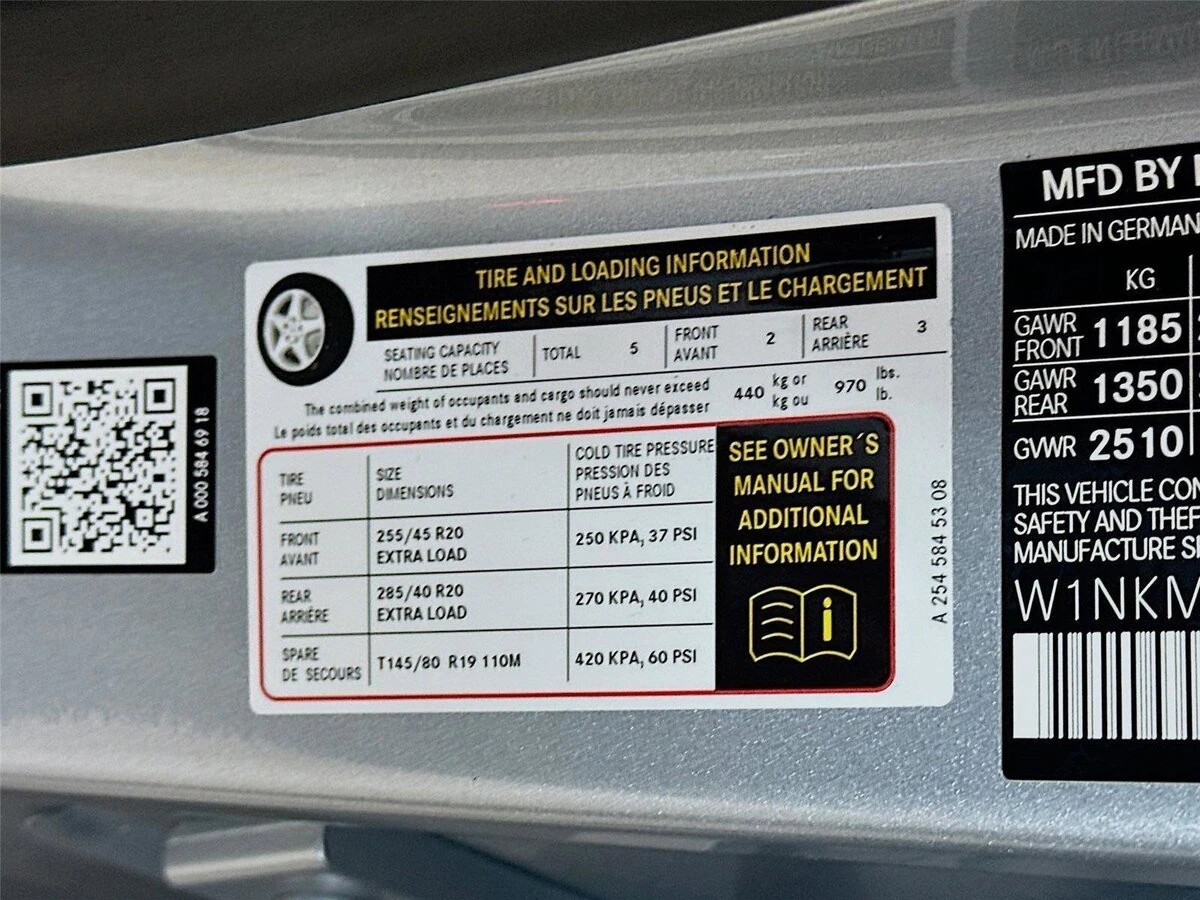 TIRE AND LOADING INFORMATION
RENSEIGNEMENTS SUR LES PNEUS ET LE CHARGEMENT
SEATING CAPACITY
NOMBRE DE PLACES
TOTAL 5
FRONT
AVANT
2
REAR
ARRIÈRE
3
The combined weight of occupants and cargo should never exceed 440 kg or 970 lbs.
Le poids total des occupants et du chargement ne doit jamais dépasser kg ou lb.
TIRE
PNEU
SIZE
DIMENSIONS
COLD TIRE PRESSURE
PRESSION DES
PNEUS À FROID
FRONT
AVANT
255/45 R20
EXTRA LOAD
250 KPA, 37 PSI
REAR
ARRIÈRE
285/40 R20
EXTRA LOAD
270 KPA, 40 PSI
SPARE
DE SECOURS
T145/80 R19 110M
420 KPA, 60 PSI
SEE OWNER´S
MANUAL FOR
ADDITIONAL
INFORMATION
i
A 254 584 53 08
A 000 584 69 18
MFD BY
MADE IN GERMAN
KG
GAWR
FRONT
1185
GAWR
REAR
1350
GVWR 2510
THIS VEHICLE CON
SAFETY AND THEF
MANUFACTURE S
W1NKM